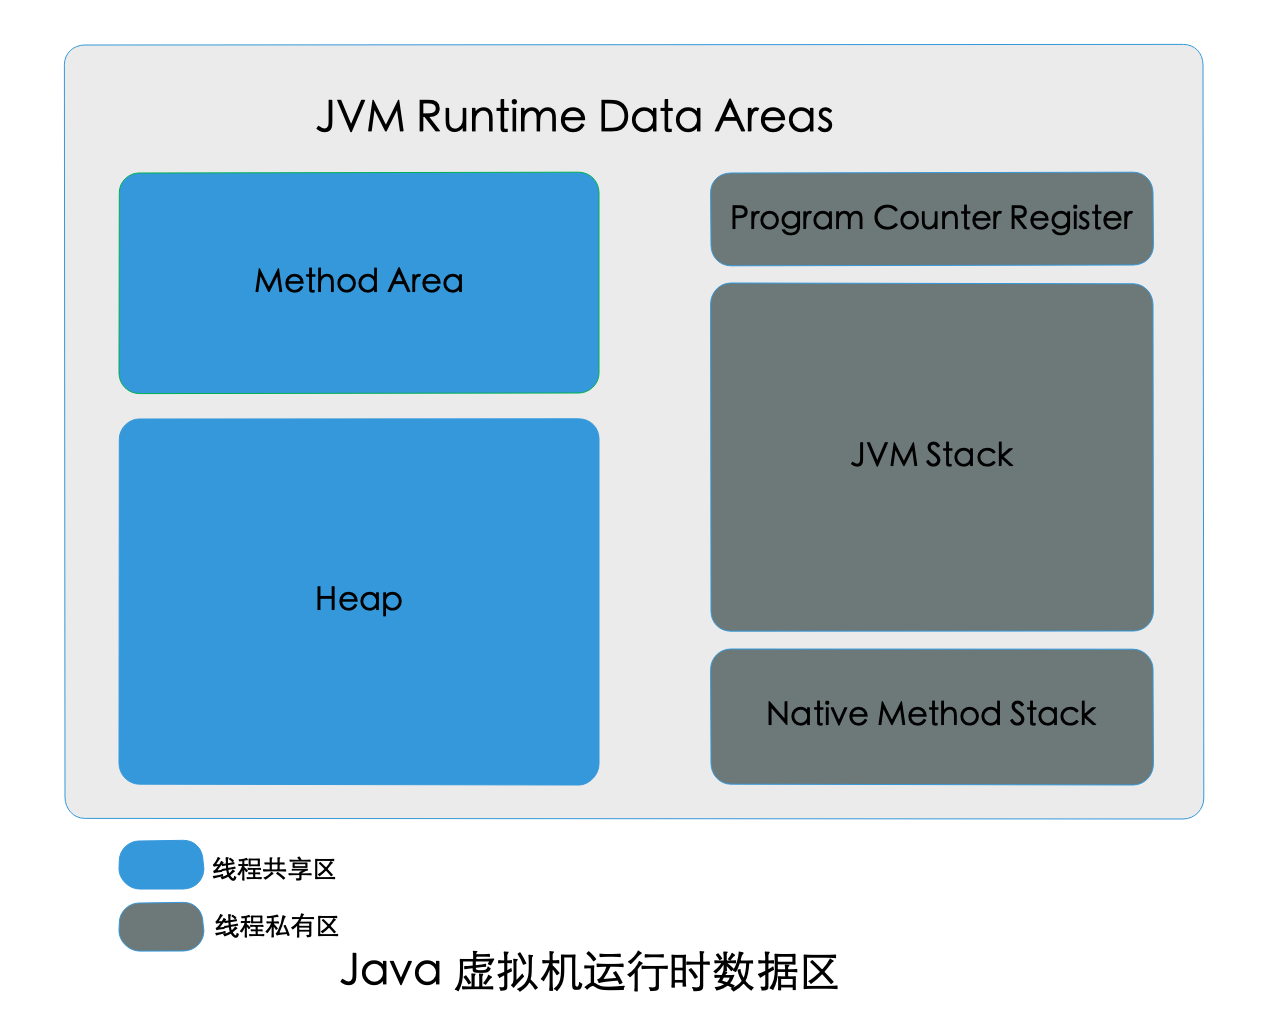 JVM Runtime Data Areas
Method Area
Heap
Program Counter Register
JVM Stack
Native Method Stack
线程共享区
线程私有区
Java 虚拟机运行时数据区